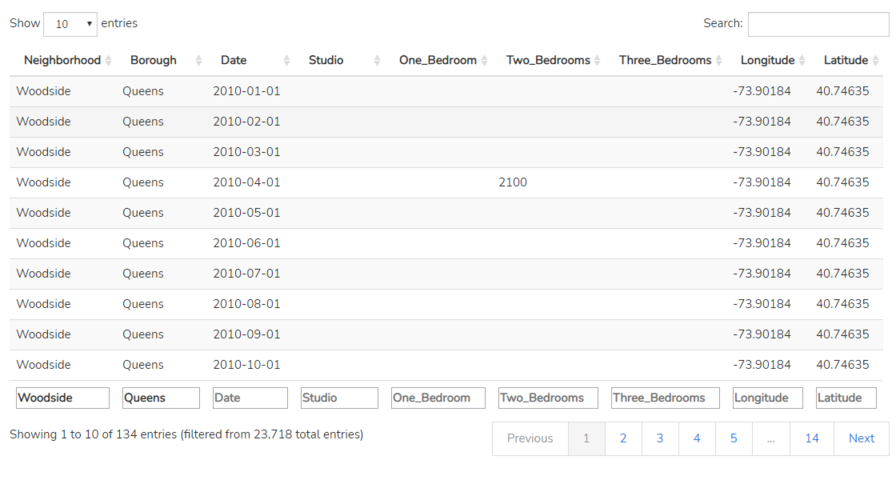 Show 10 entries Search:
Neighborhood Borough Date Studio One_Bedroom Two_Bedrooms Three_Bedrooms Longitude Latitude
Woodside Queens 2010-01-01 -73.90184 40.74635
Woodside Queens 2010-02-01 -73.90184 40.74635
Woodside Queens 2010-03-01 -73.90184 40.74635
Woodside Queens 2010-04-01 2100 -73.90184 40.74635
Woodside Queens 2010-05-01 -73.90184 40.74635
Woodside Queens 2010-06-01 -73.90184 40.74635
Woodside Queens 2010-07-01 -73.90184 40.74635
Woodside Queens 2010-08-01 -73.90184 40.74635
Woodside Queens 2010-09-01 -73.90184 40.74635
Woodside Queens 2010-10-01 -73.90184 40.74635
Woodside Queens Date Studio One_Bedroom Two_Bedrooms Three_Bedrooms Longitude Latitude
Showing 1 to 10 of 134 entries (filtered from 23,718 total entries) Previous 1 2 3 4 5 ... 14 Next